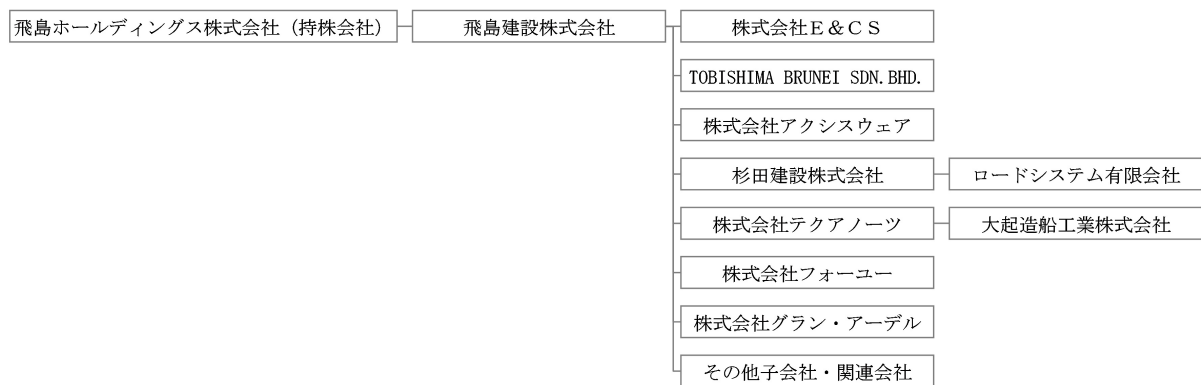 飛島ホールディングス株式会社（持株会社）
飛島建設株式会社
株式会社Ｅ＆ＣＳ
TOBISHIMA BRUNEI SDN.BHD.
株式会社アクシスウェア
杉田建設株式会社
ロードシステム有限会社
株式会社テクアノーツ
大起造船工業株式会社
株式会社フォーユー
株式会社グラン・アーデル
その他子会社・関連会社